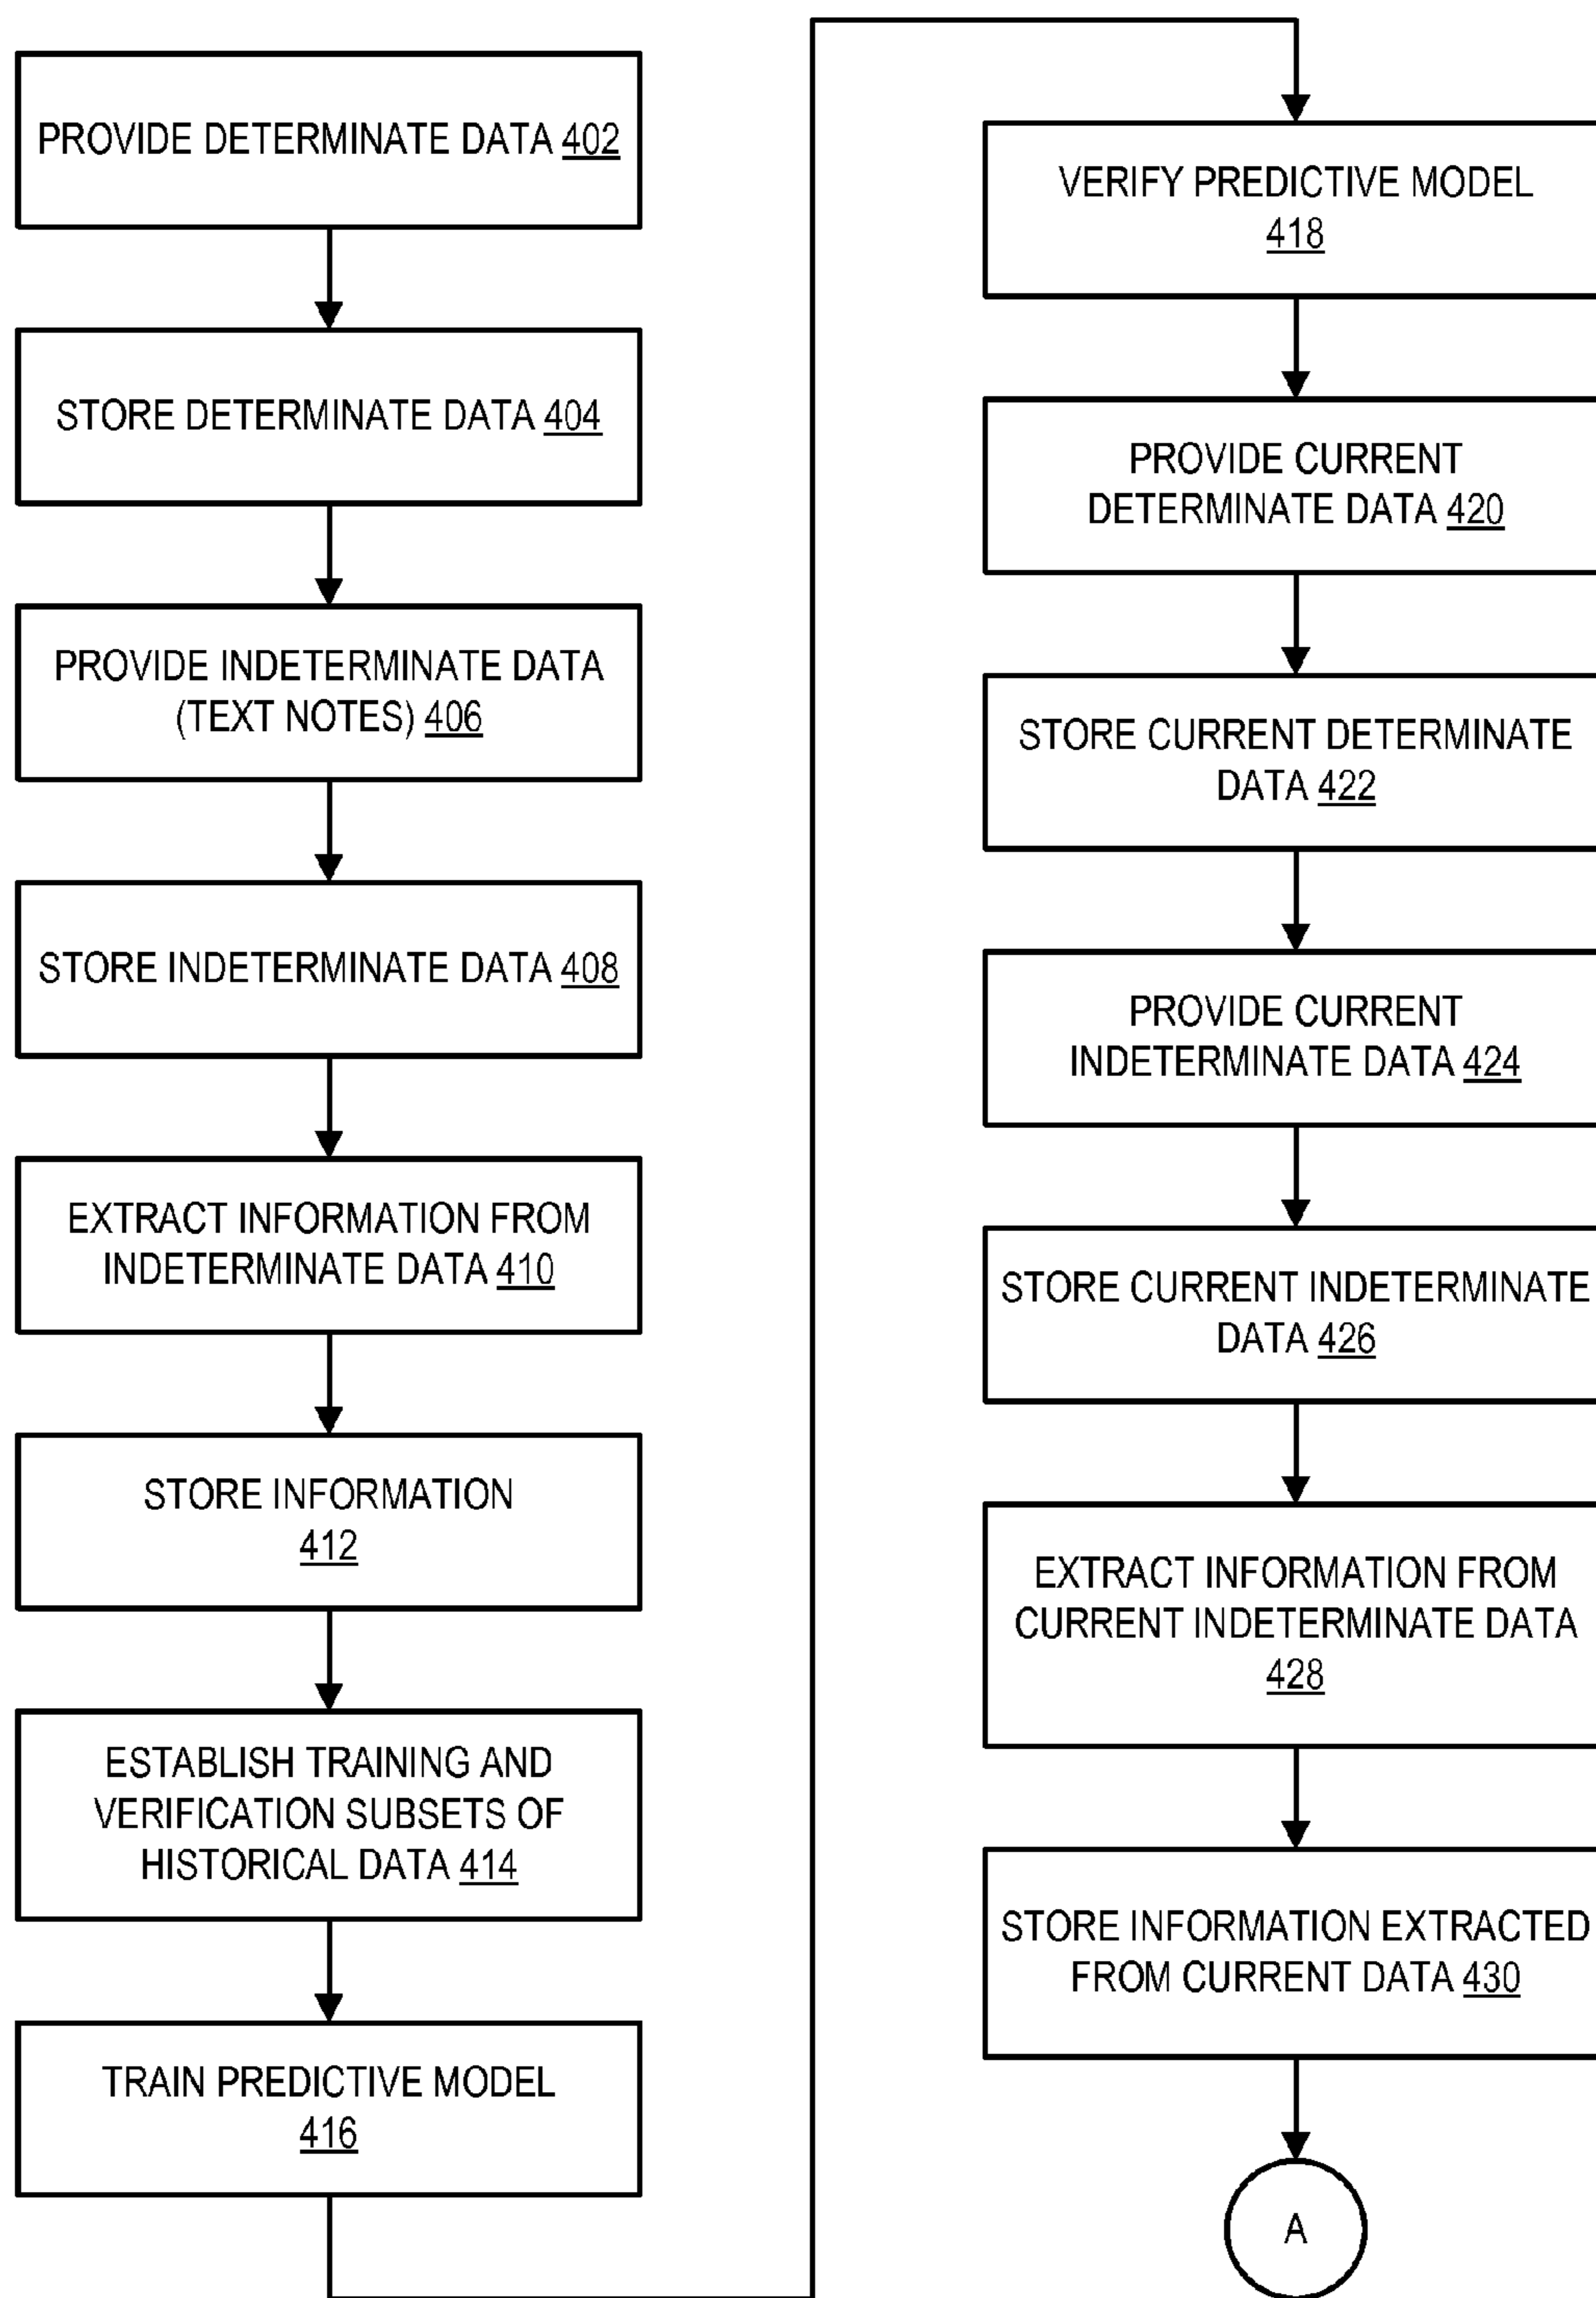 PROVIDE DETERMINATE DATA 402
STORE DETERMINATE DATA 404
PROVIDE INDETERMINATE DATA
(TEXT NOTES) 406
STORE INDETERMINATE DATA 408
EXTRACT INFORMATION FROM
INDETERMINATE DATA 410
STORE INFORMATION
412
ESTABLISH TRAINING AND
VERIFICATION SUBSETS OF
HISTORICAL DATA 414
TRAIN PREDICTIVE MODEL
416
VERIFY PREDICTIVE MODEL
418
PROVIDE CURRENT
DETERMINATE DATA 420
STORE CURRENT DETERMINATE
DATA 422
PROVIDE CURRENT
INDETERMINATE DATA 424
STORE CURRENT INDETERMINATE
DATA 426
EXTRACT INFORMATION FROM
CURRENT INDETERMINATE DATA
428
STORE INFORMATION EXTRACTED
FROM CURRENT DATA 430
A